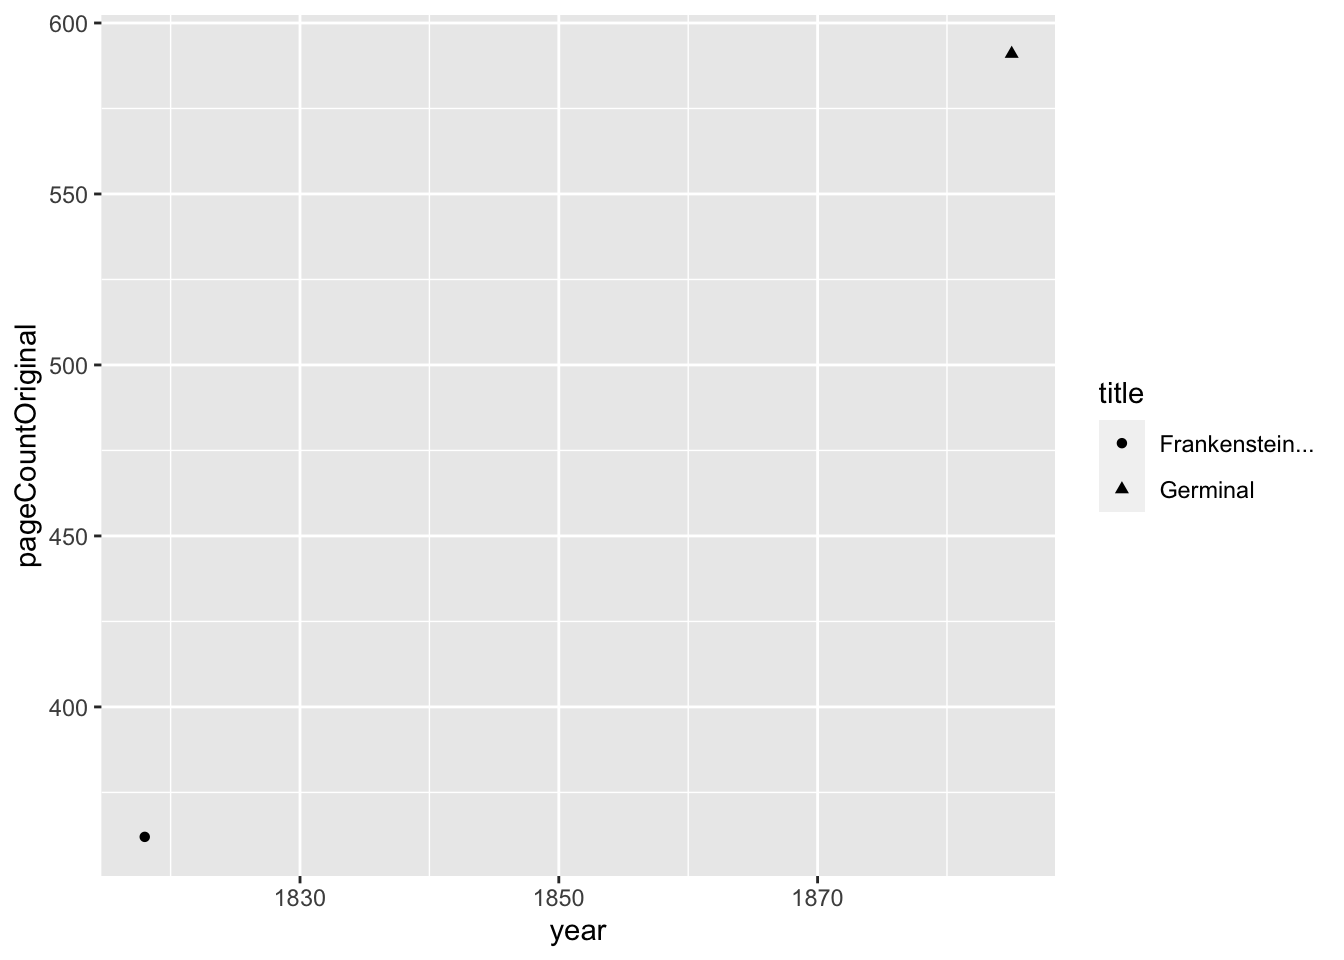 600
550
500
450
400
pageCountOriginal
1830 1850 1870
year
title
Frankenstein...
Germinal